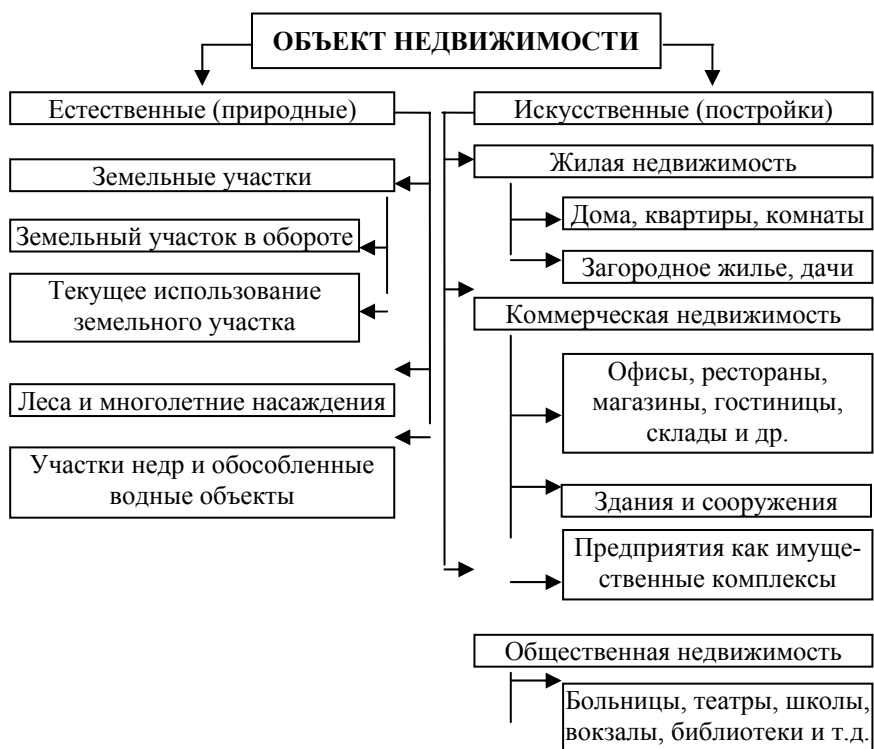 ОБЪЕКТ НЕДВИЖИМОСТИ
Естественные (природные)
Земельные участки
Земельный участок в обороте
Текущее использование
земельного участка
Леса и многолетние насаждения
Участки недр и обособленные
водные объекты
Искусственные (постройки)
Жилая недвижимость
Дома, квартиры, комнаты
Загородное жилье, дачи
Коммерческая недвижимость
Офисы, рестораны,
магазины, гостиницы,
склады и др.
Здания и сооружения
Предприятия как имуще-
ственные комплексы
Общественная недвижимость
Больницы, театры, школы,
вокзалы, библиотеки и т.д.